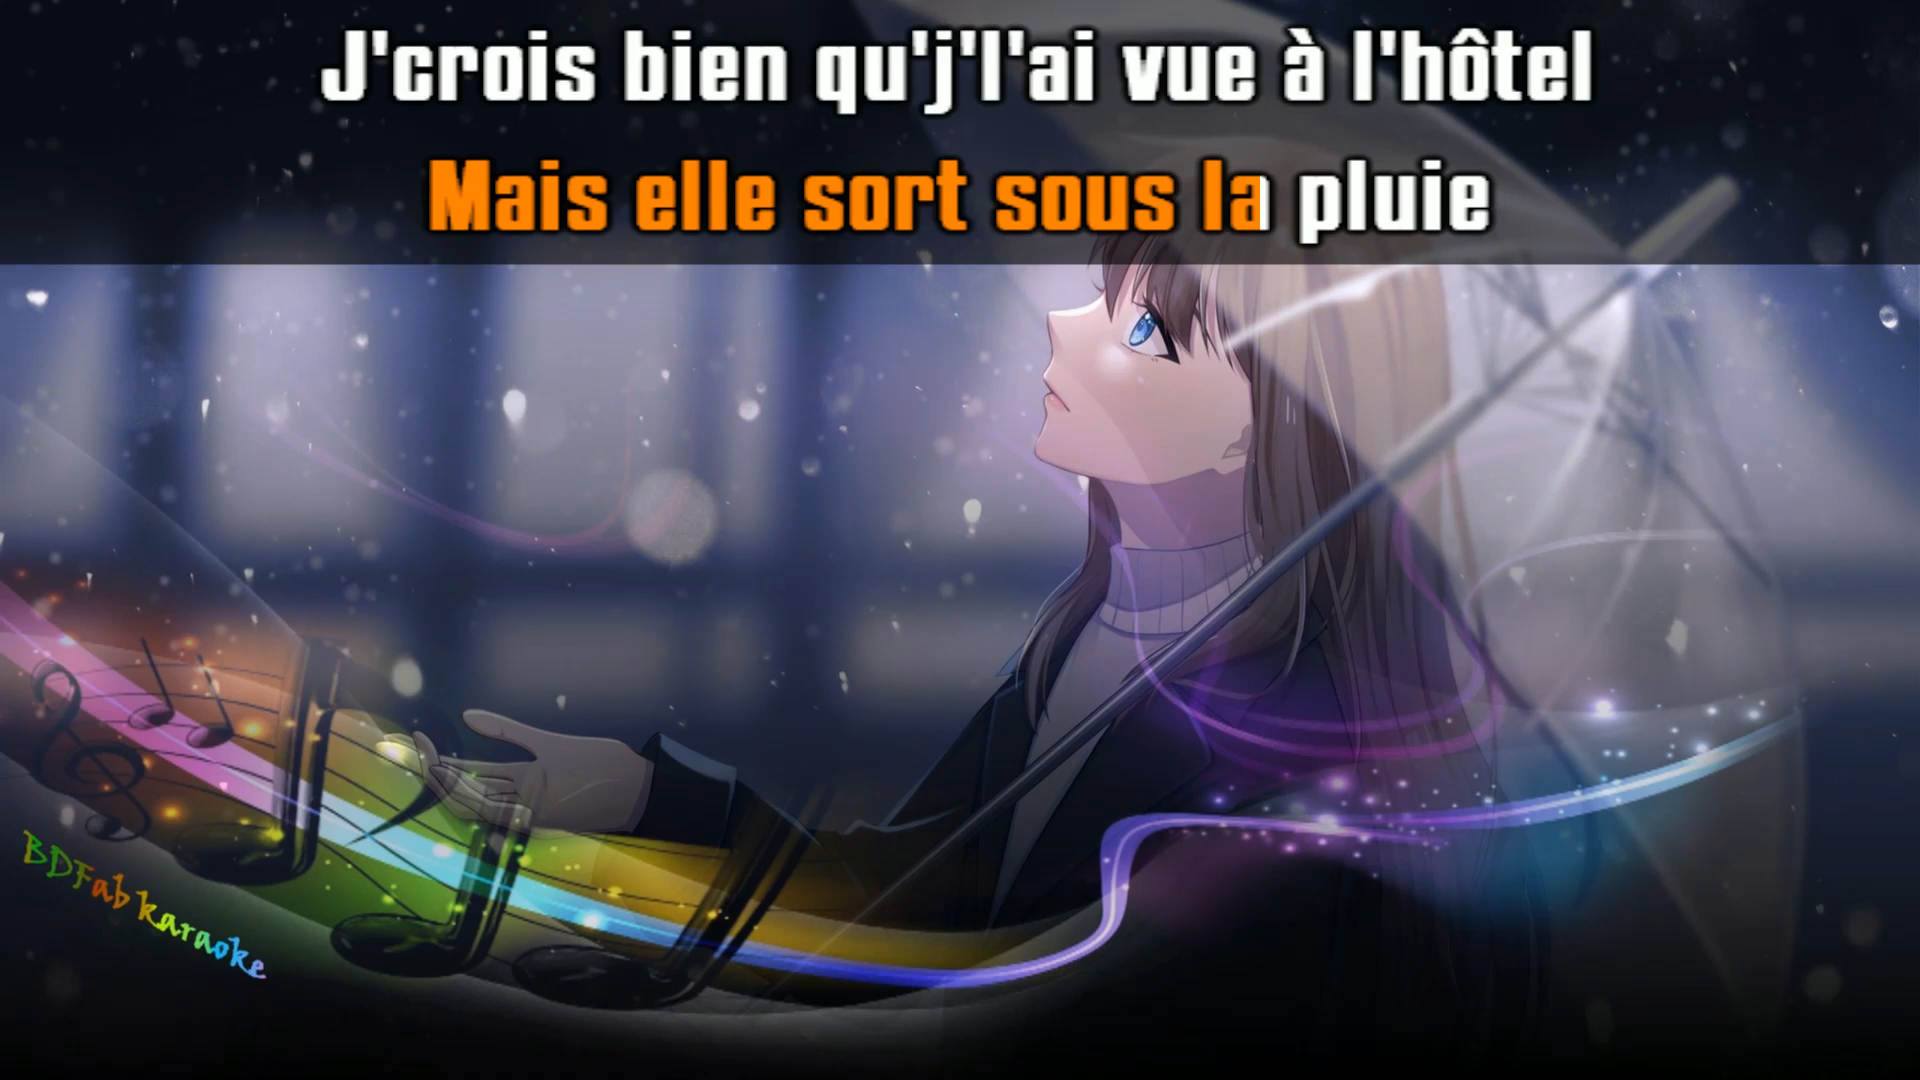 J'crois bien qu'j'l'ai vue à l'hôtel
Mais elle sort sous la pluie
BDFab karaoke